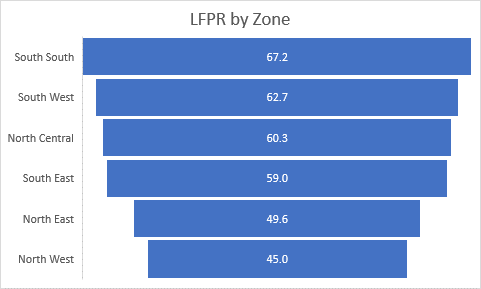 LFPR by Zone
South South 67.2
South West 62.7
North Central 60.3
South East 59.0
North East 49.6
North West 45.0